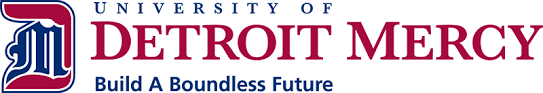 UNIVERSITY OF
DETROIT MERCY
Build A Boundless Future